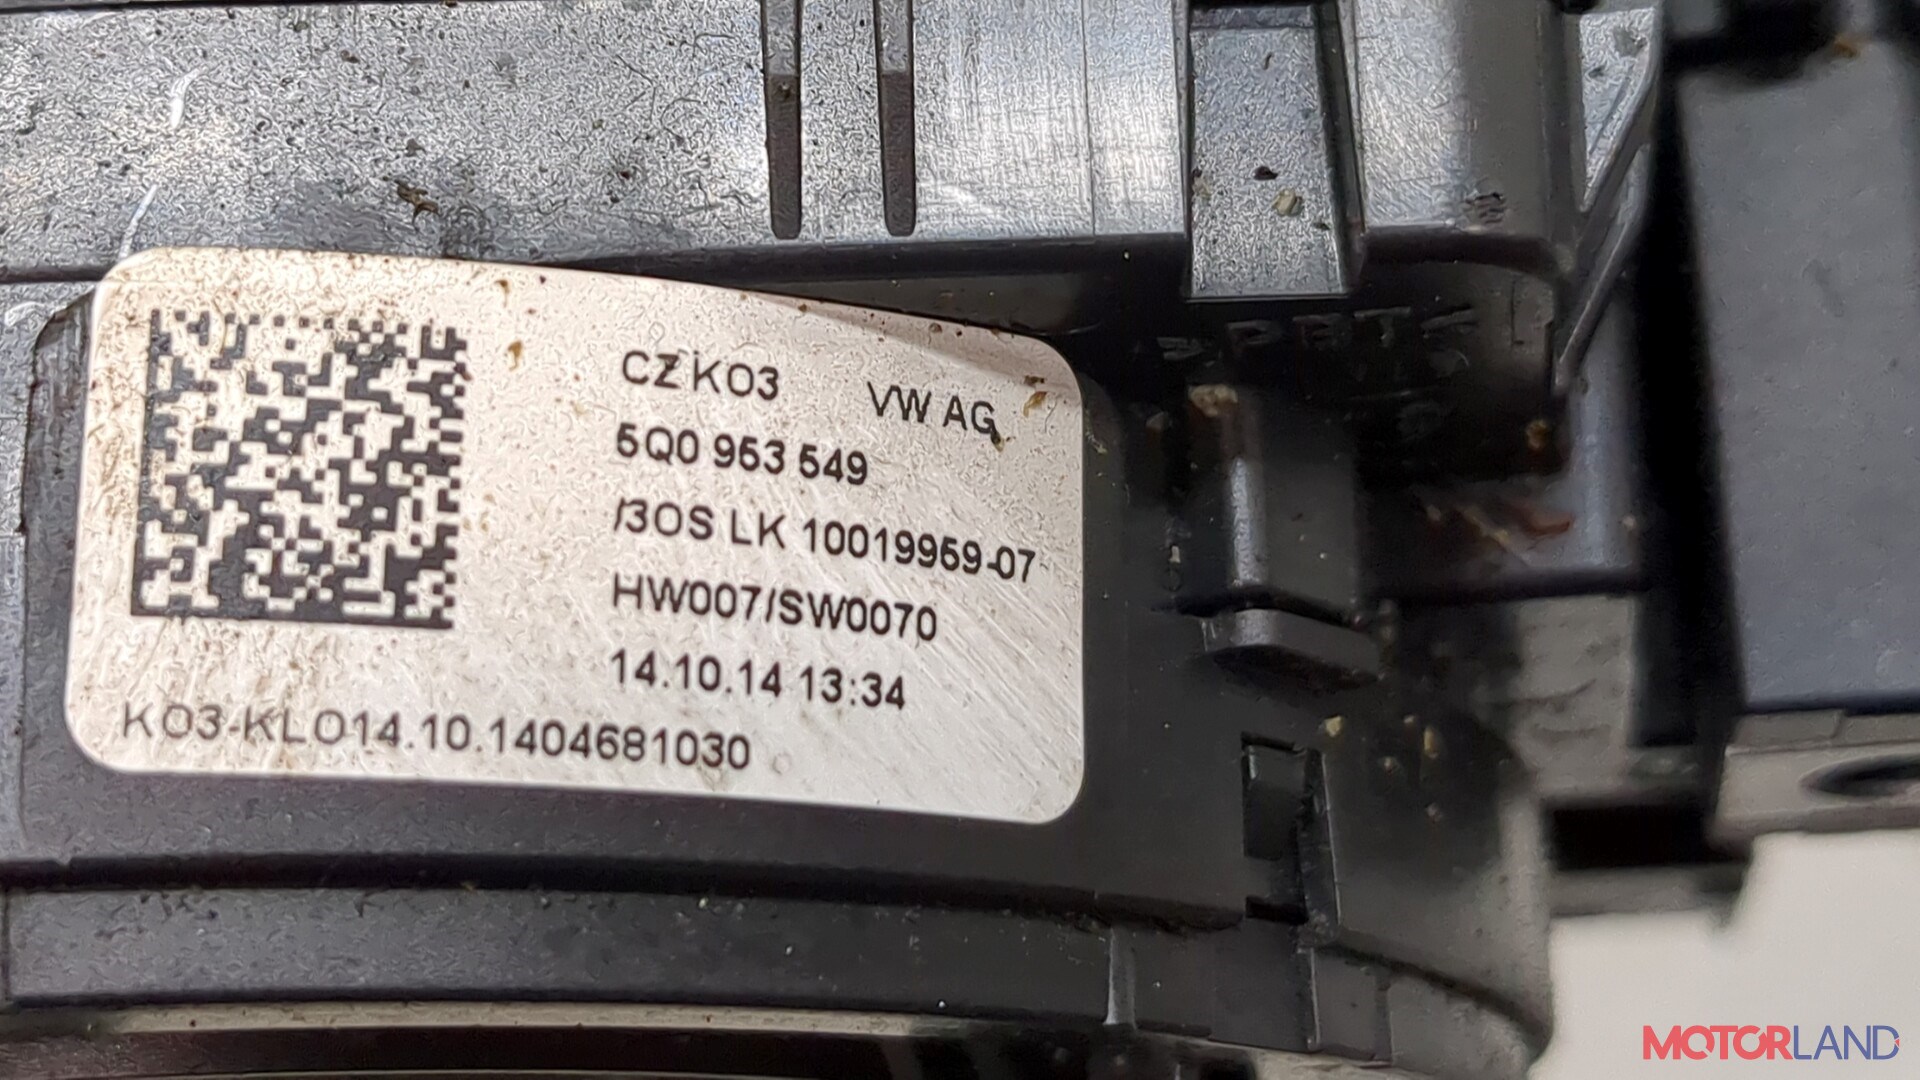 CZ K03 VW AG
5Q0 953 549
/3OS LK 10019959-07
HW007/SW0070
14.10.14 13:34
K03-KLO14.10.1404681030
MOTORLAND